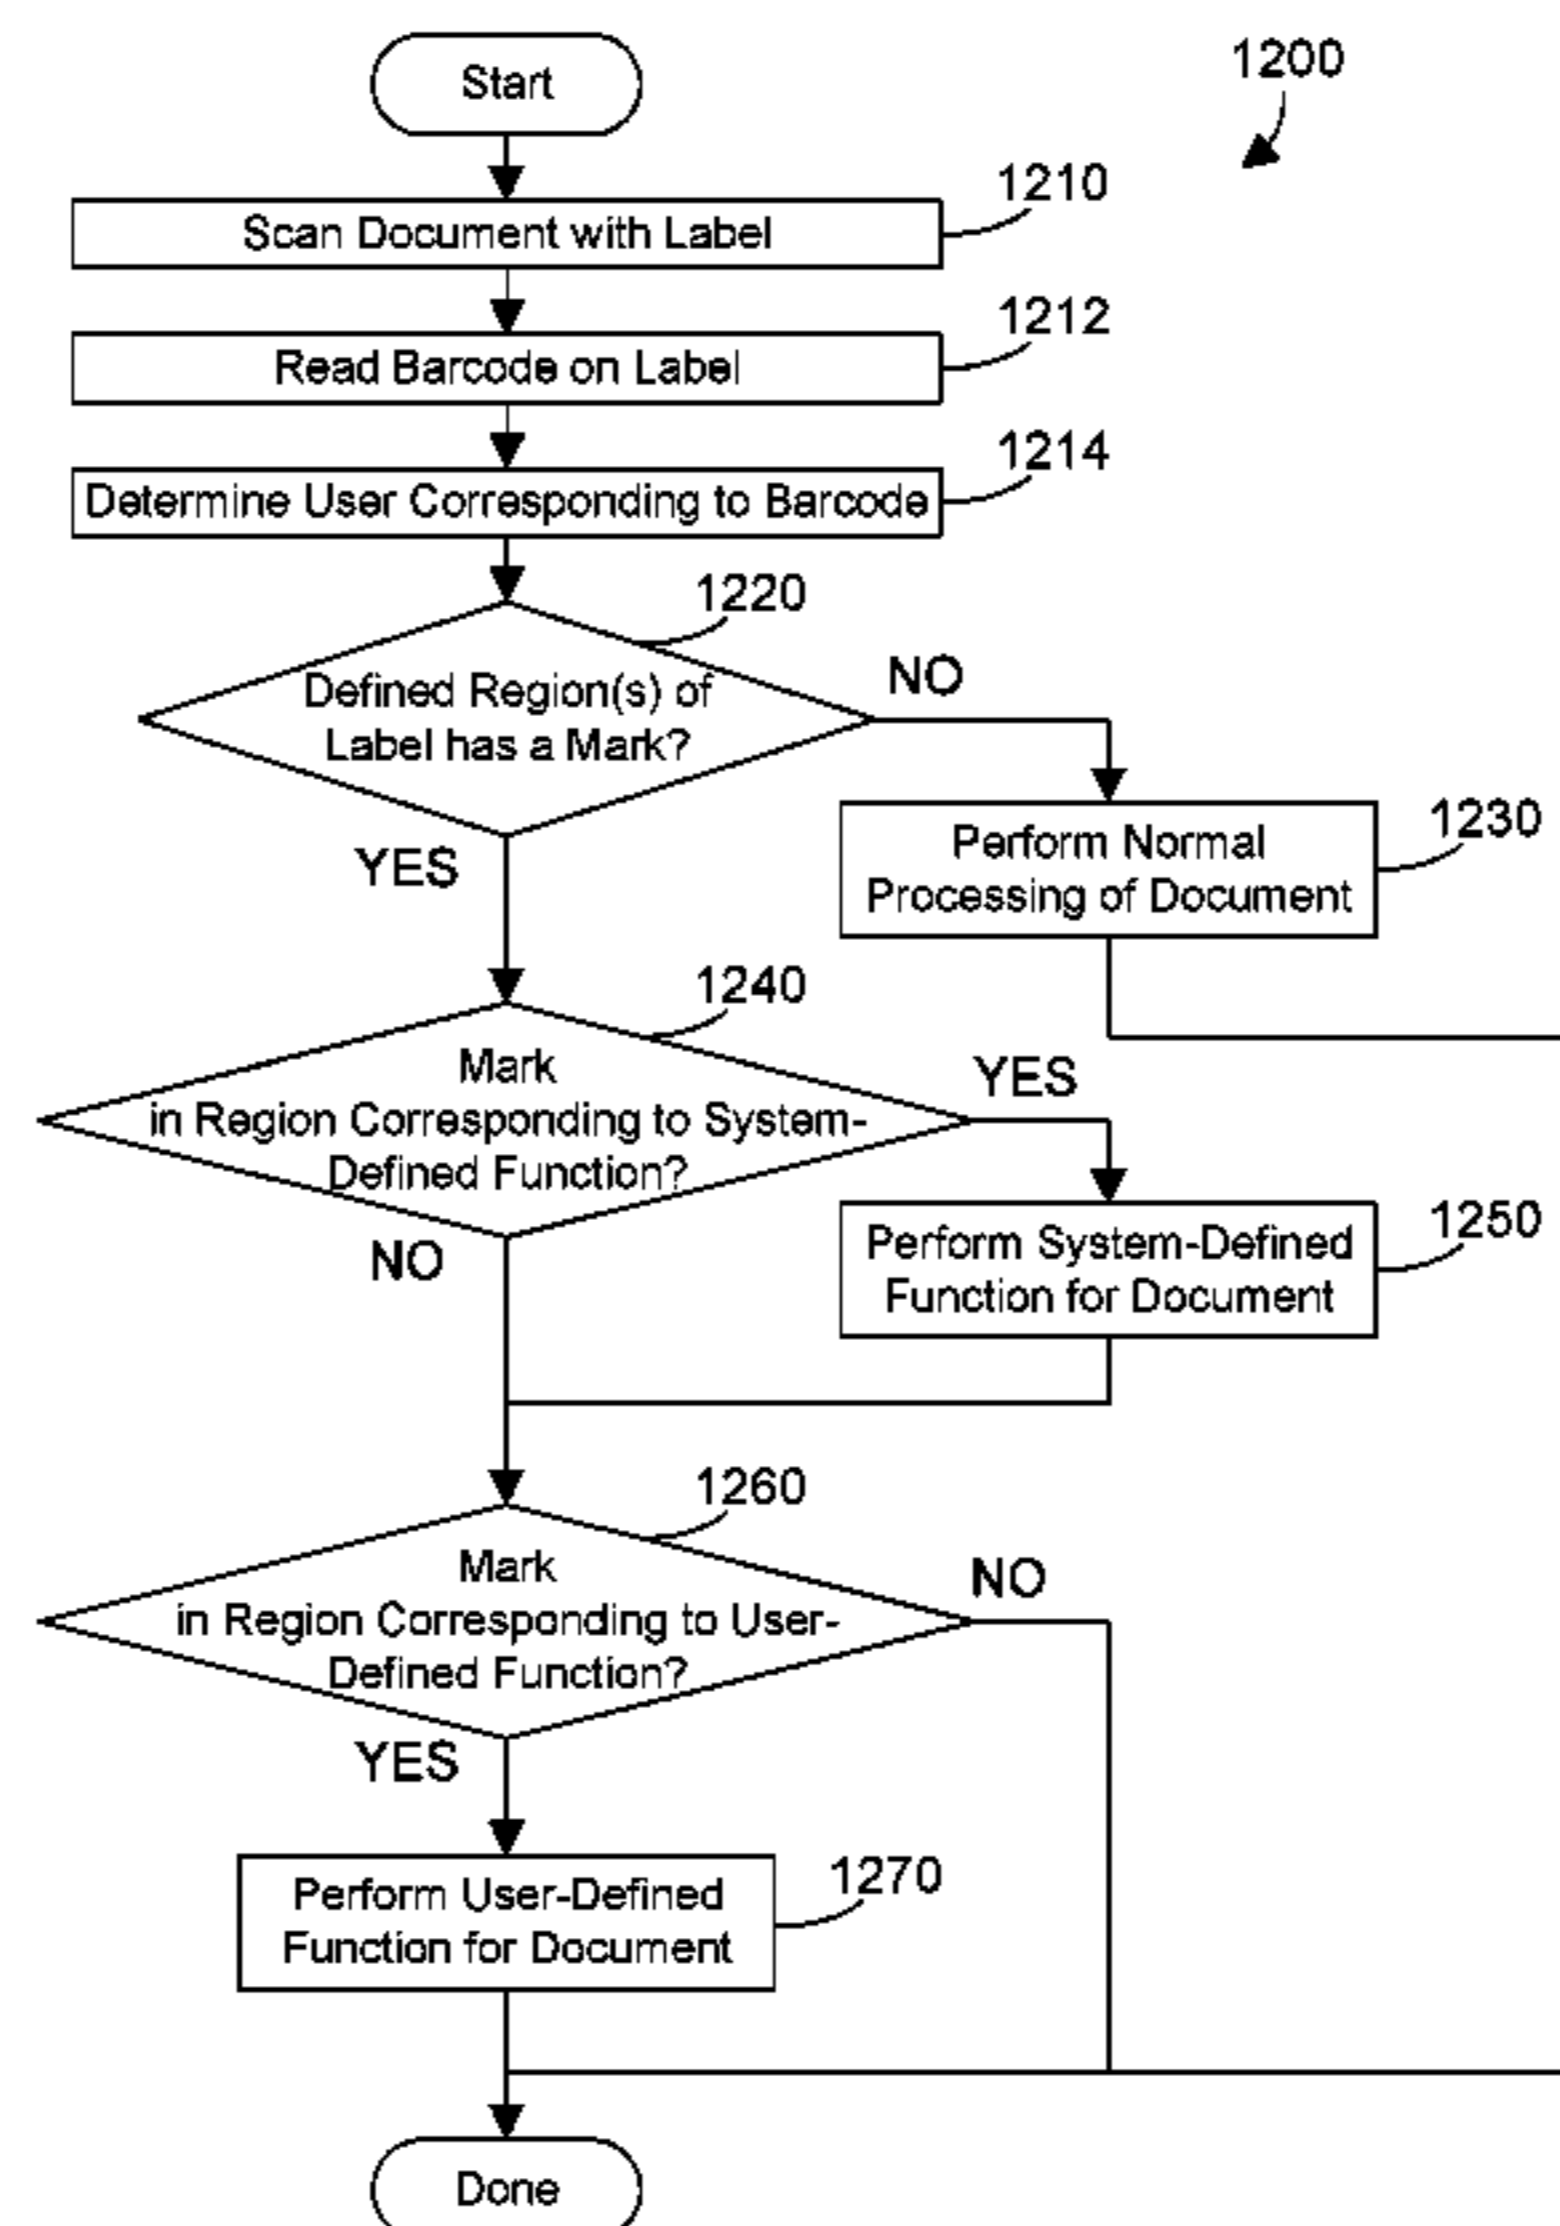 Start
1200
1210
Scan Document with Label
1212
Read Barcode on Label
1214
Determine User Corresponding to Barcode
1220
Defined Region(s) of
Label has a Mark?
NO
YES
1230
Perform Normal
Processing of Document
1240
Mark
in Region Corresponding to System-
Defined Function?
YES
NO
1250
Perform System-Defined
Function for Document
1260
Mark
in Region Corresponding to User-
Defined Function?
NO
YES
1270
Perform User-Defined
Function for Document
Done